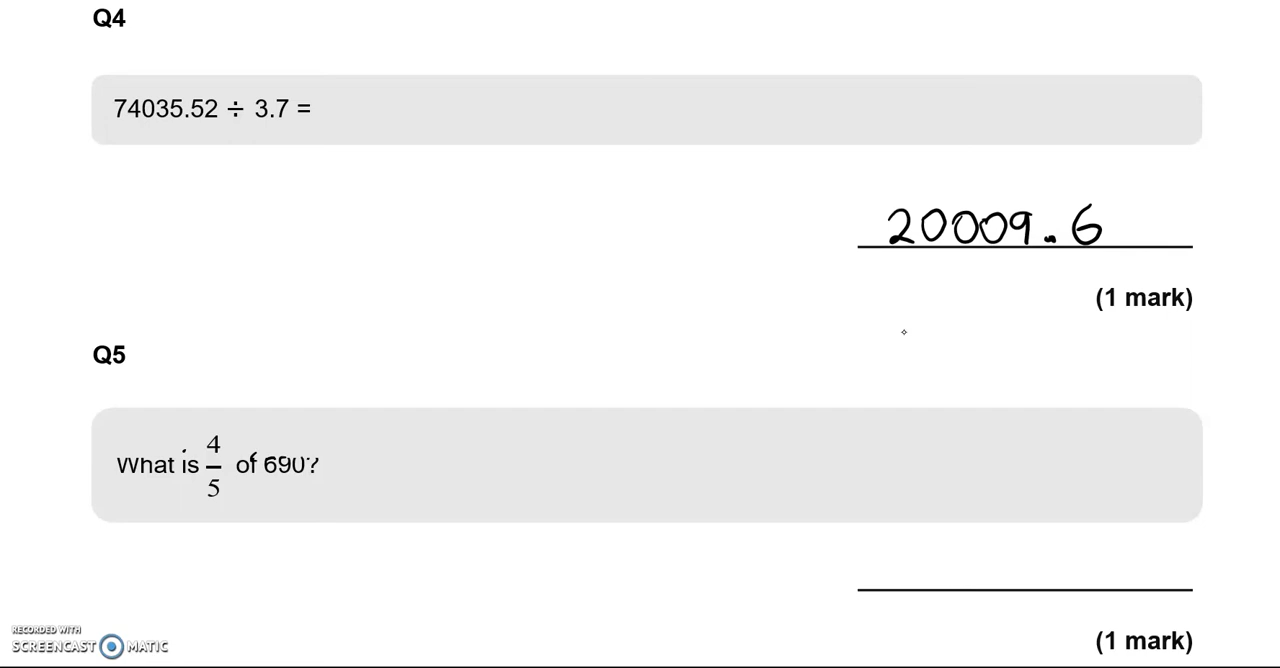 Q4
74035.52 ÷ 3.7 =
20009.6
(1 mark)
Q5
What is 4/5 of 690?
(1 mark)
RECORDED WITH
SCREENCAST MATIC